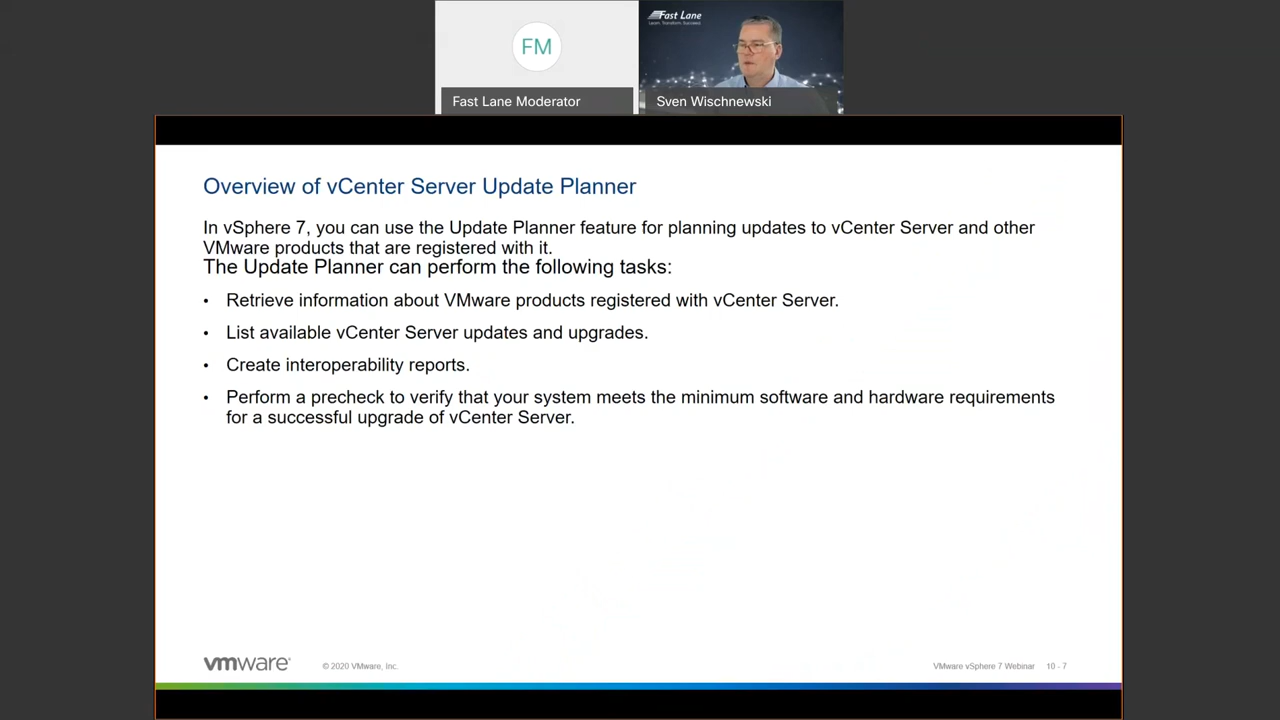 FM
Fast Lane
Learn. Transform. Succeed.
Fast Lane Moderator
Sven Wischnewski
Overview of vCenter Server Update Planner
In vSphere 7, you can use the Update Planner feature for planning updates to vCenter Server and other
VMware products that are registered with it.
The Update Planner can perform the following tasks:
• Retrieve information about VMware products registered with vCenter Server.
• List available vCenter Server updates and upgrades.
• Create interoperability reports.
• Perform a precheck to verify that your system meets the minimum software and hardware requirements
for a successful upgrade of vCenter Server.
vmware®
© 2020 VMware, Inc.
VMware vSphere 7 Webinar 10 - 7